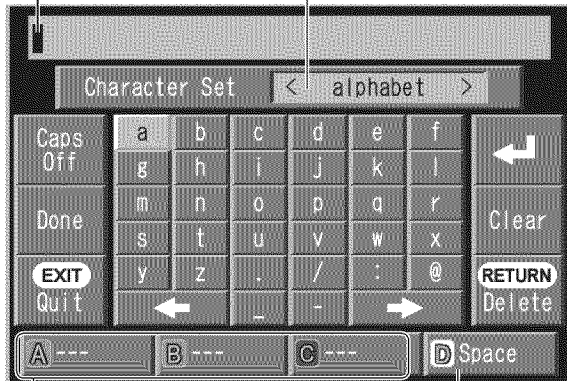 Character Set < alphabet >
Caps Off a b c d e f
g h i j k l
Done m n o p q r Clear
s t u v w x
EXIT Quit y z . / : @ RETURN Delete
_ -
A --- B --- C --- D Space